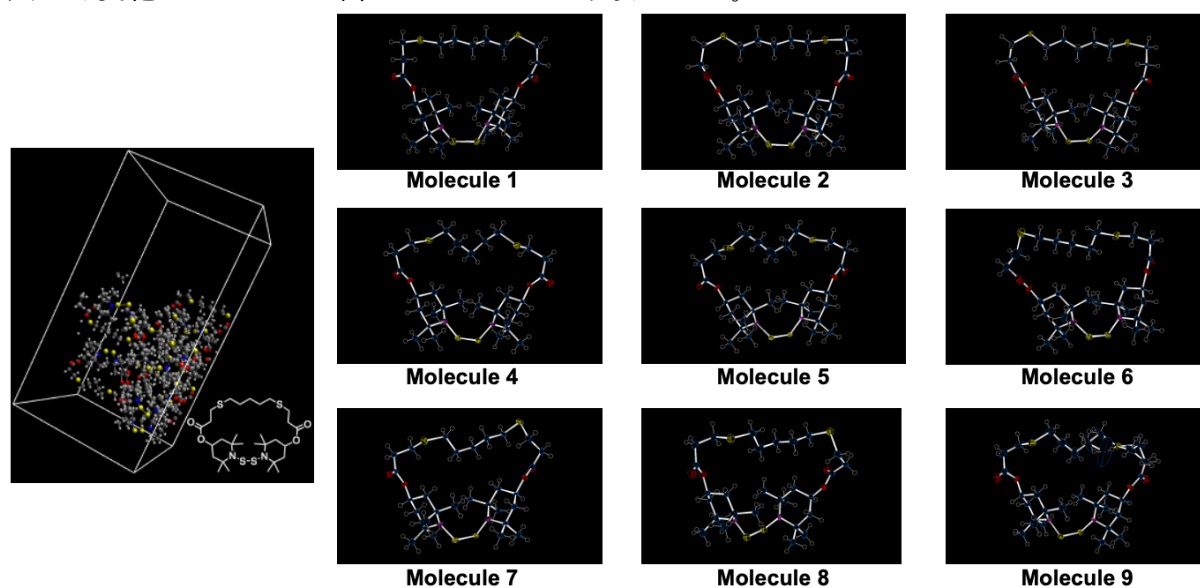 Molecule 1
Molecule 2
Molecule 3
Molecule 4
Molecule 5
Molecule 6
S S
O O
O O
N-S-S-N
Molecule 7
Molecule 8
Molecule 9